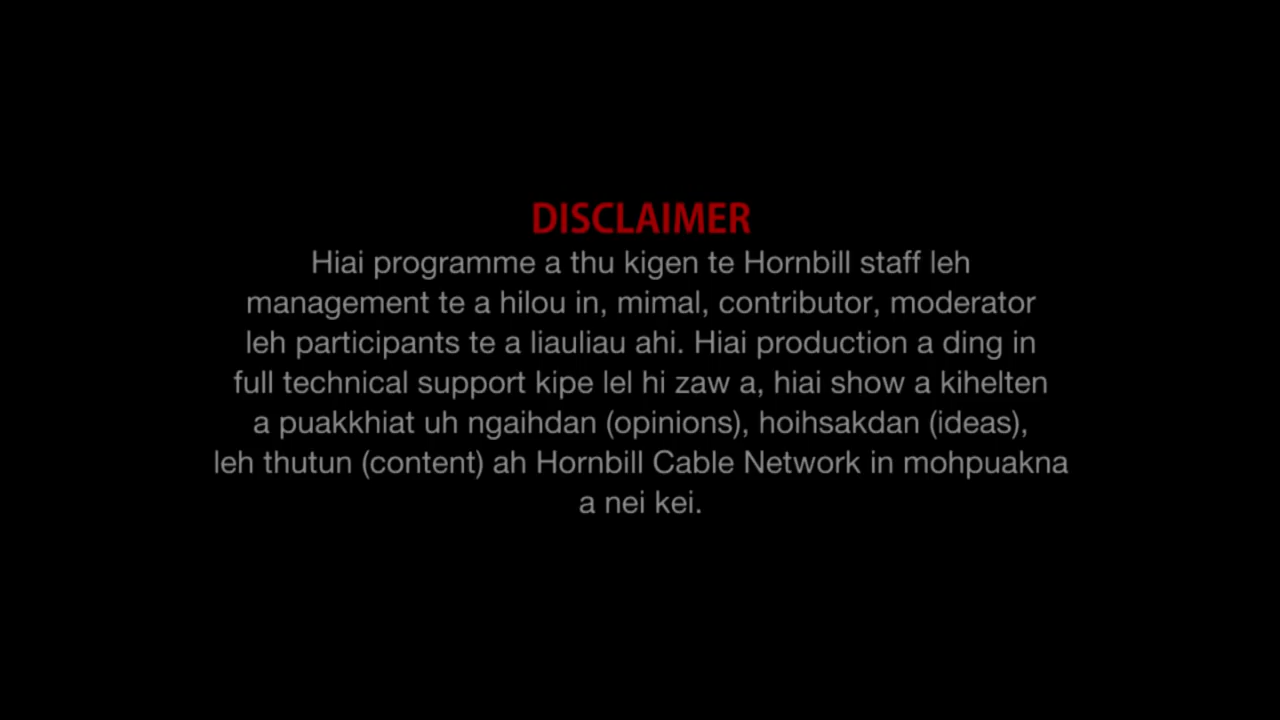 DISCLAIMER
Hiai programme a thu kigen te Hornbill staff leh
management te a hilou in, mimal, contributor, moderator
leh participants te a liauliau ahi. Hiai production a ding in
full technical support kipe lel hi zaw a, hiai show a kihelten
a puakkhiat uh ngaihdan (opinions), hoihsakdan (ideas),
leh thutun (content) ah Hornbill Cable Network in mohpuakna
a nei kei.